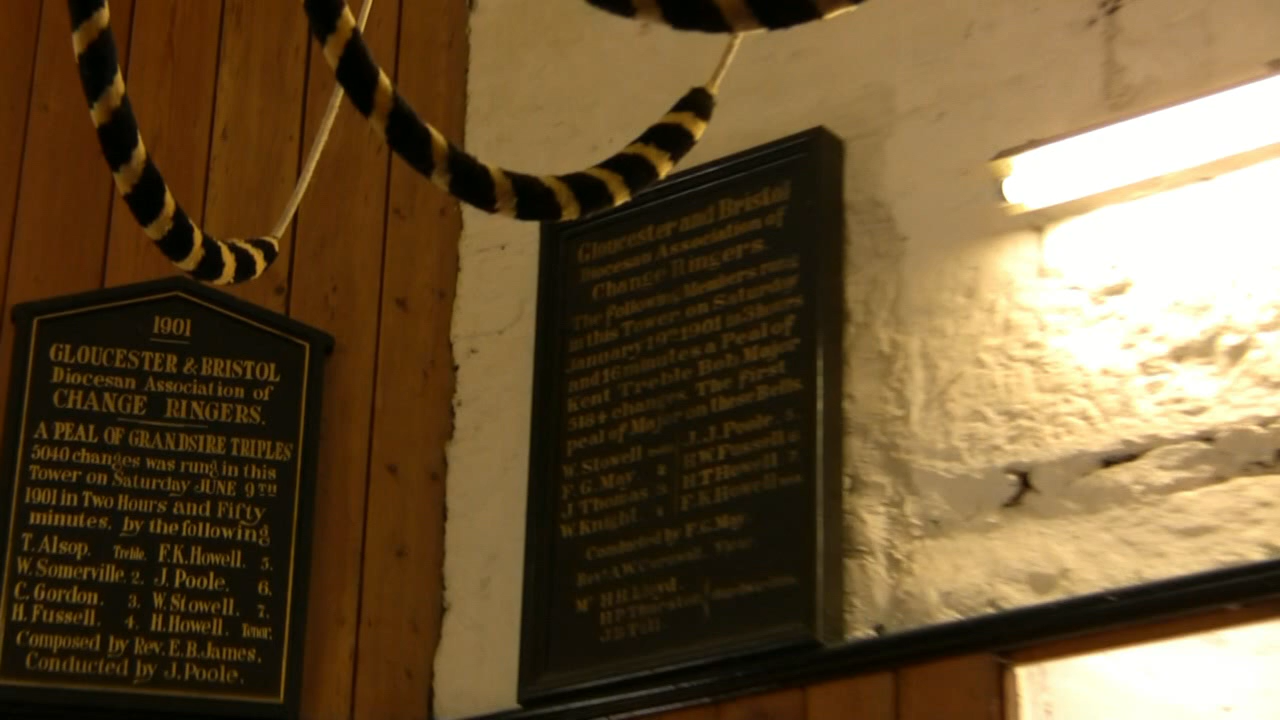 1901
GLOUCESTER & BRISTOL
Diocesan Association of
CHANGE RINGERS.
A PEAL OF GRANDSIRE TRIPLES
5040 changes was rung in this
Tower on Saturday JUNE 9TH
1901 in Two Hours and Fifty
minutes, by the following
T. Alsop. Treble. F.K. Howell. 5.
W. Somerville. 2. J. Poole. 6.
C. Gordon. 3. W. Stowell. 7.
H. Fussell. 4. H. Howell. Tenor.
Composed by Rev. E.B. James.
Conducted by J. Poole.
Gloucester and Bristol
Diocesan Association of
Change Ringers.
The following Members rung
in this Tower on Saturday
January 19th 1901 in 3 hours
and 16 minutes a Peal of
Kent Treble Bob Major
5184 changes. The first
peal of Major on these Bells.
W. Stowell J.J. Poole. 5.
F.G. May. 2 H.W. Fussell 6
J. Thomas 3 H.T. Howell 7
W. Knight. 4 F.K. Howell
Conducted by F.G. May.
Revd A.W. Vicar.
Mr H.H. Lloyd.